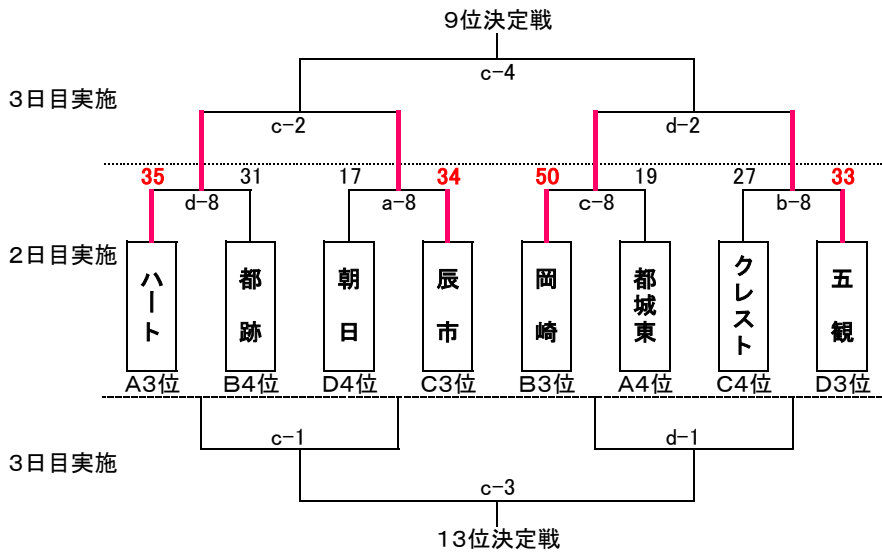 9位決定戦
c-4
3日目実施
c-2
d-2
35
31
17
34
50
19
27
33
d-8
a-8
c-8
b-8
2日目実施
ハート
都跡
朝日
辰市
岡崎
都城東
クレスト
五観
A3位
B4位
D4位
C3位
B3位
A4位
C4位
D3位
c-1
d-1
3日目実施
c-3
13位決定戦